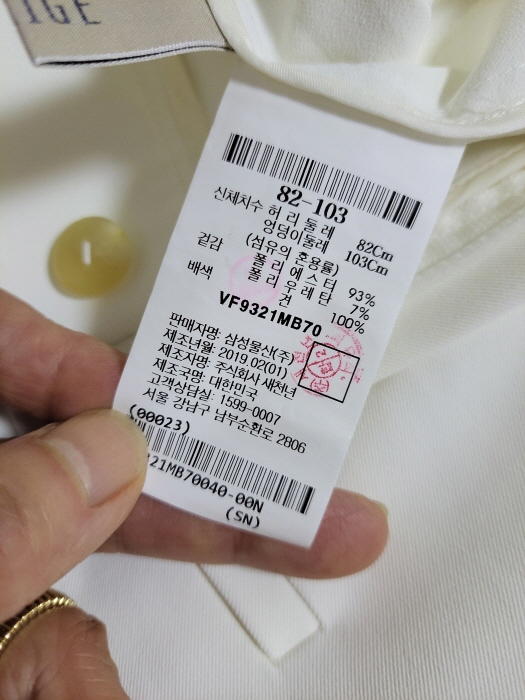 IGE
82-103
신체치수 허 리 둘 레 82Cm
엉덩이둘레 103Cm
(섬유의 혼용률)
겉감 폴 리 에 스 터 93%
폴 리 우 레 탄 7%
배색 견 100%
VF9321MB70
판매자명: 삼성물산(주)
제조년월: 2019 02(01)
제조자명: 주식회사 새천년
제조국명: 대한민국
고객상담실: 1599-0007
서울 강남구 남부순환로 2806
(00023)
21MB70040-00N
(SN)